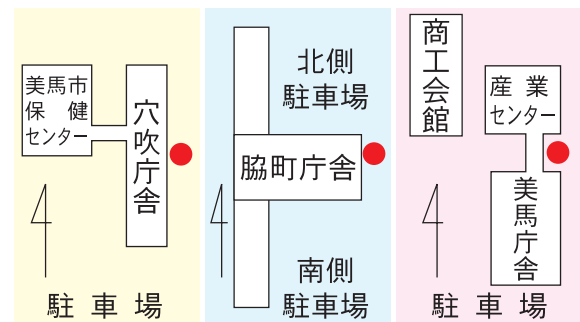 美馬市
保健
センター
穴吹庁舎
駐車場
北側
駐車場
脇町庁舎
南側
駐車場
商工会館
産業
センター
美馬庁舎
駐車場